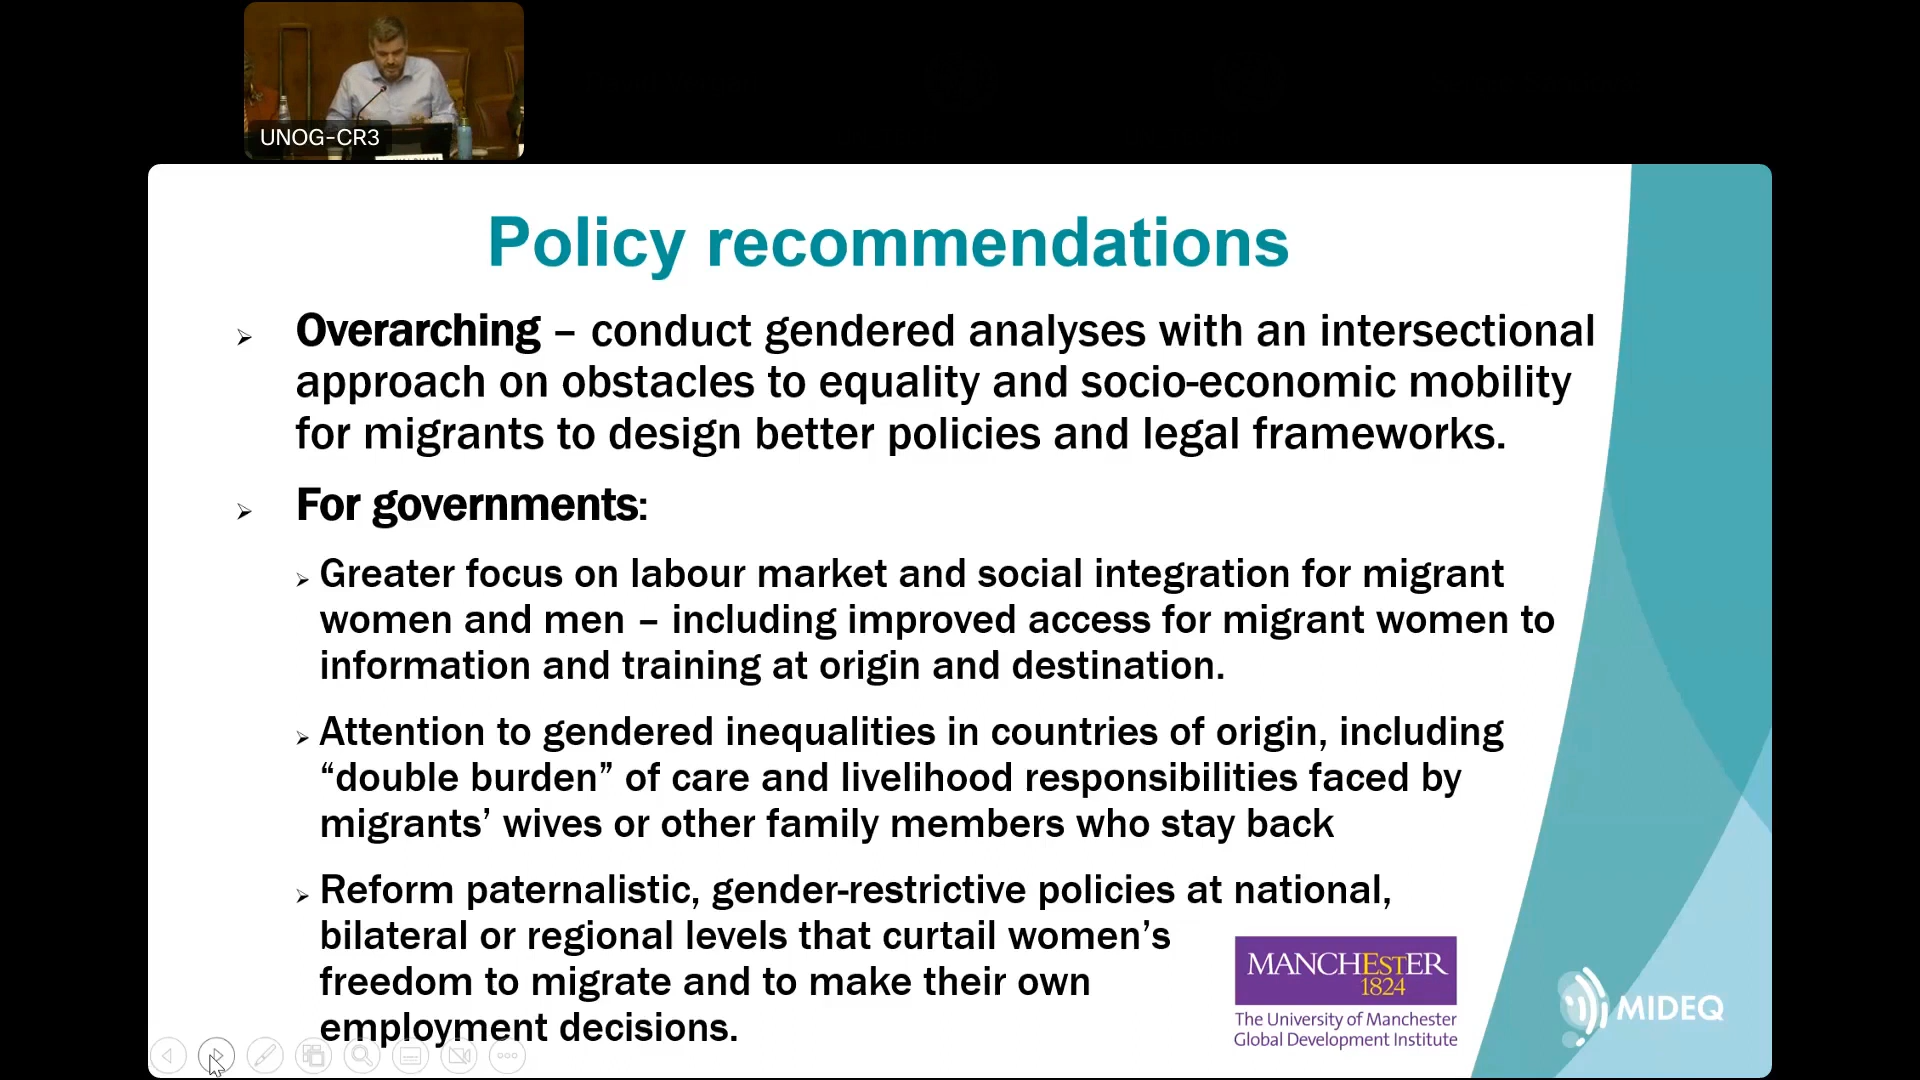 UNOG-CR3
Policy recommendations
Overarching – conduct gendered analyses with an intersectional
approach on obstacles to equality and socio-economic mobility
for migrants to design better policies and legal frameworks.
For governments:
Greater focus on labour market and social integration for migrant
women and men – including improved access for migrant women to
information and training at origin and destination.
Attention to gendered inequalities in countries of origin, including
“double burden” of care and livelihood responsibilities faced by
migrants’ wives or other family members who stay back
Reform paternalistic, gender-restrictive policies at national,
bilateral or regional levels that curtail women’s
freedom to migrate and to make their own
employment decisions.
MANCHESTER
1824
The University of Manchester
Global Development Institute
MIDEQ